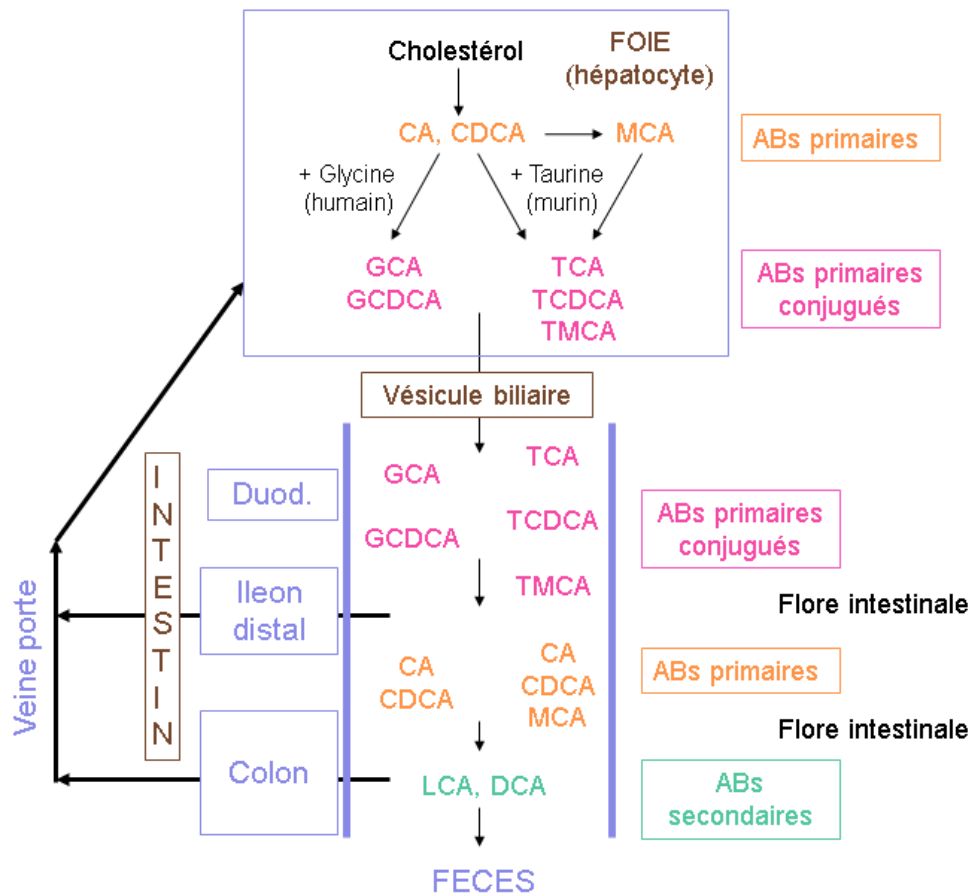 Cholestérol
FOIE
(hépatocyte)
CA, CDCA
MCA
ABs primaires
+ Glycine
(humain)
+ Taurine
(murin)
GCA
GCDCA
TCA
TCDCA
TMCA
ABs primaires
conjugués
Vésicule biliaire
INTESTIN
Duod.
GCA
TCA
GCDCA
TCDCA
TMCA
ABs primaires
conjugués
Veine porte
Ileon
distal
Flore intestinale
CA
CDCA
CA
CDCA
MCA
ABs primaires
Flore intestinale
Colon
LCA, DCA
ABs
secondaires
FECES